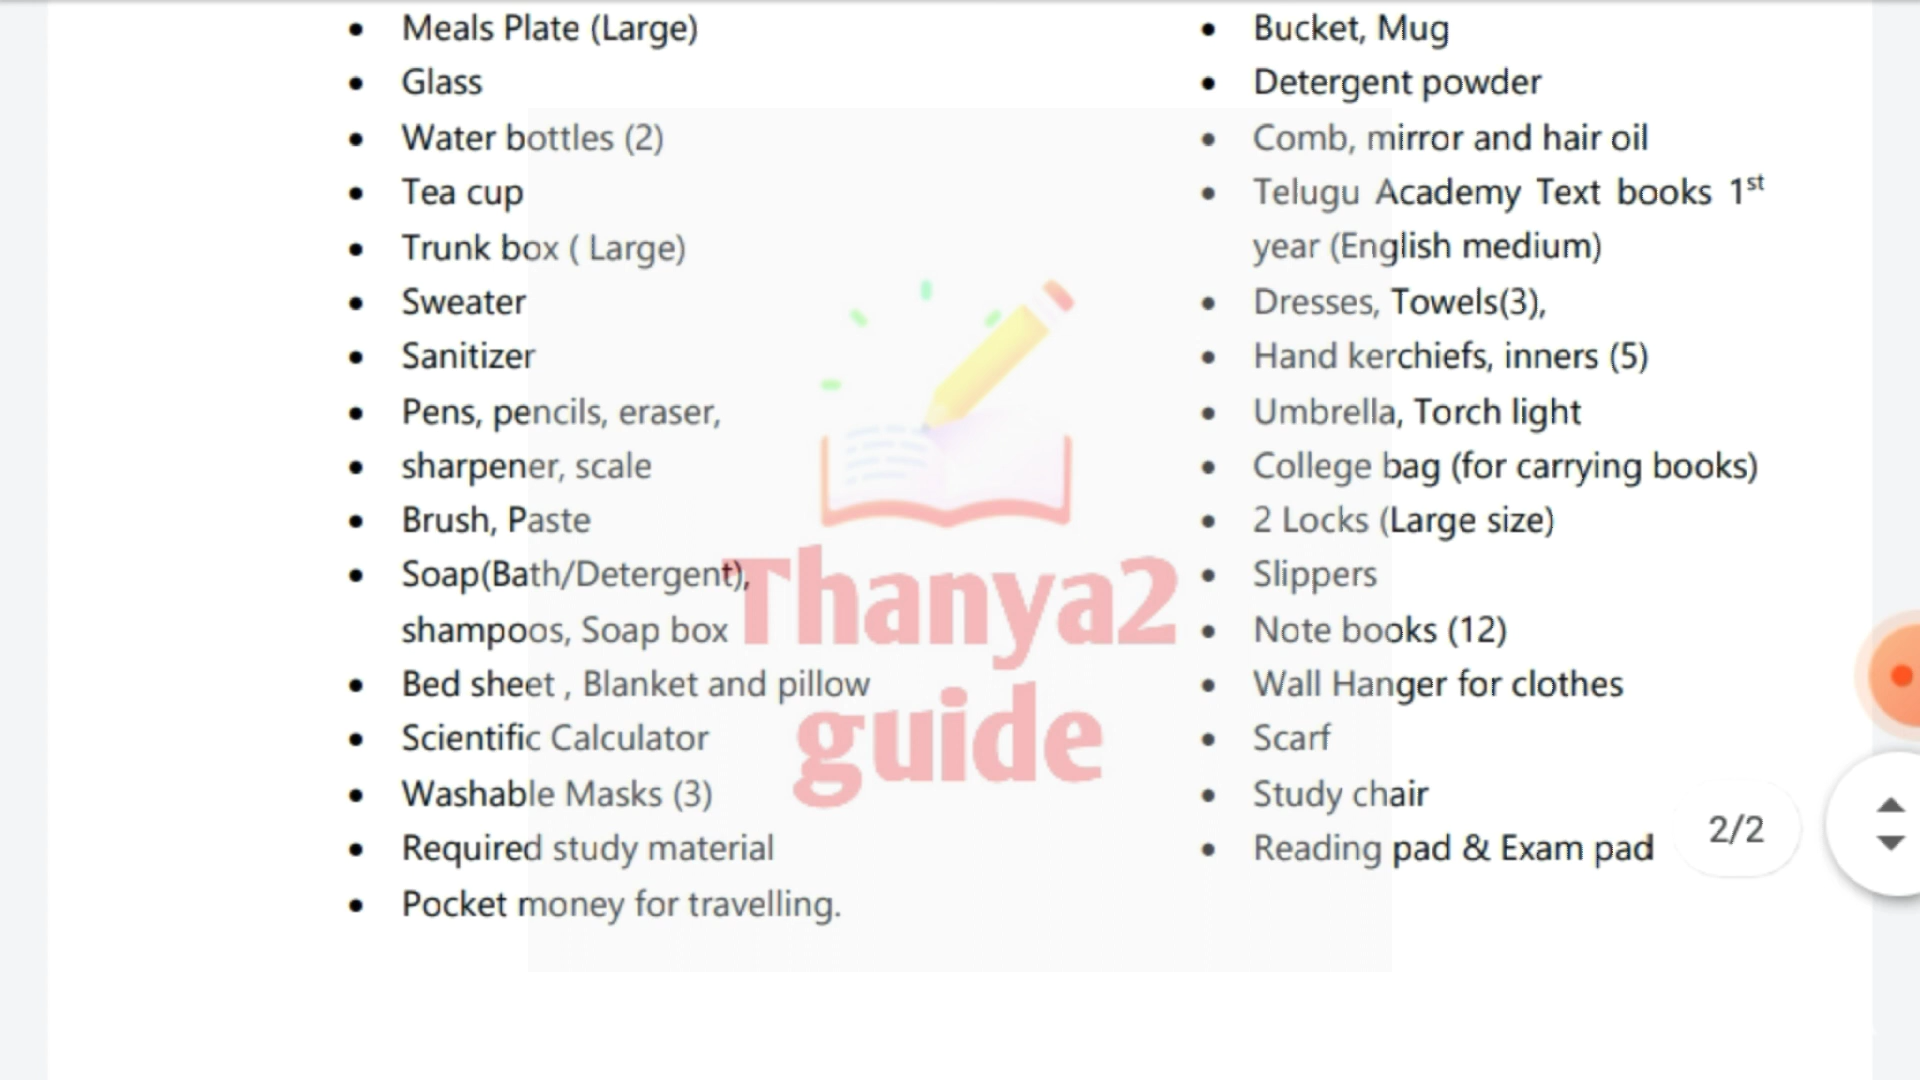 • Meals Plate (Large)
• Glass
• Water bottles (2)
• Tea cup
• Trunk box ( Large)
• Sweater
• Sanitizer
• Pens, pencils, eraser,
• sharpener, scale
• Brush, Paste
• Soap(Bath/Detergent),
shampoos, Soap box
• Bed sheet , Blanket and pillow
• Scientific Calculator
• Washable Masks (3)
• Required study material
• Pocket money for travelling.
• Bucket, Mug
• Detergent powder
• Comb, mirror and hair oil
• Telugu Academy Text books 1st
year (English medium)
• Dresses, Towels(3),
• Hand kerchiefs, inners (5)
• Umbrella, Torch light
• College bag (for carrying books)
• 2 Locks (Large size)
• Slippers
• Note books (12)
• Wall Hanger for clothes
• Scarf
• Study chair
• Reading pad & Exam pad
Thanya2
guide
2/2